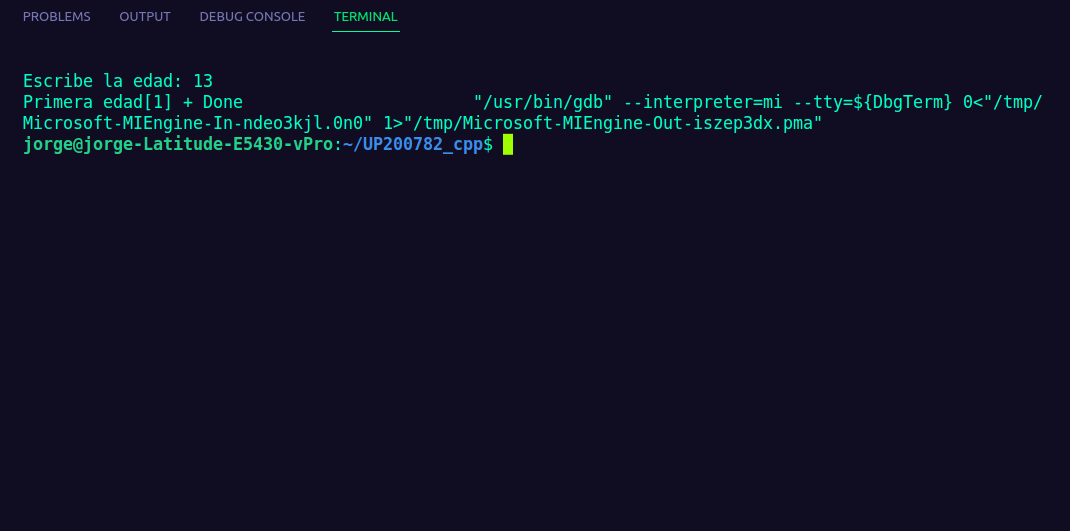 PROBLEMS OUTPUT DEBUG CONSOLE TERMINAL
Escribe la edad: 13
Primera edad[1] + Done                       "/usr/bin/gdb" --interpreter=mi --tty=${DbgTerm} 0<"/tmp/
Microsoft-MIEngine-In-ndeo3kjl.0n0" 1>"/tmp/Microsoft-MIEngine-Out-iszep3dx.pma"
jorge@jorge-Latitude-E5430-vPro:~/UP200782_cpp$